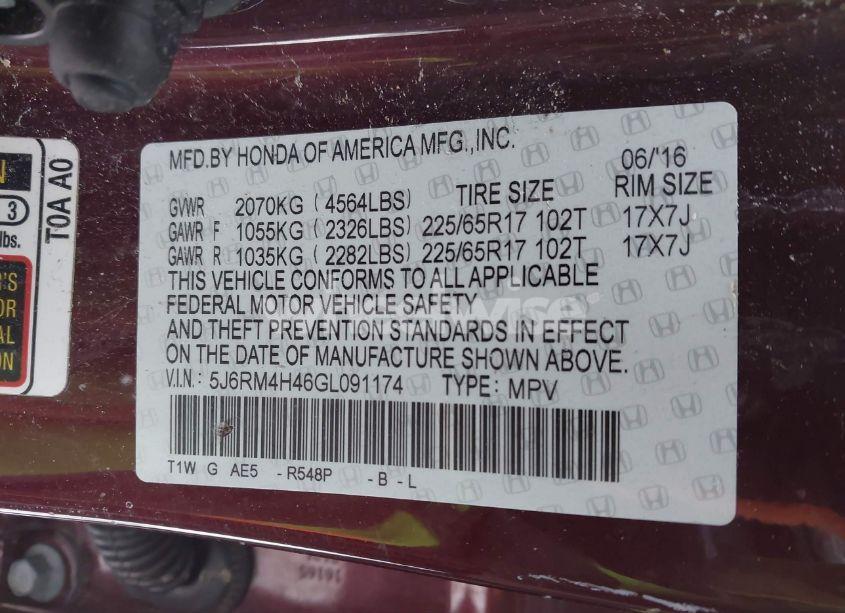 MFD.BY HONDA OF AMERICA MFG.,INC. 06/'16
GVWR 2070KG ( 4564LBS) TIRE SIZE RIM SIZE
GAWR F 1055KG ( 2326LBS) 225/65R17 102T 17X7J
GAWR R 1035KG ( 2282LBS) 225/65R17 102T 17X7J
THIS VEHICLE CONFORMS TO ALL APPLICABLE
FEDERAL MOTOR VEHICLE SAFETY
AND THEFT PREVENTION STANDARDS IN EFFECT
ON THE DATE OF MANUFACTURE SHOWN ABOVE.
V.I.N: 5J6RM4H46GL091174 TYPE: MPV
T1W G AE5 - R548P - B - L
T0A A0
3
lbs.